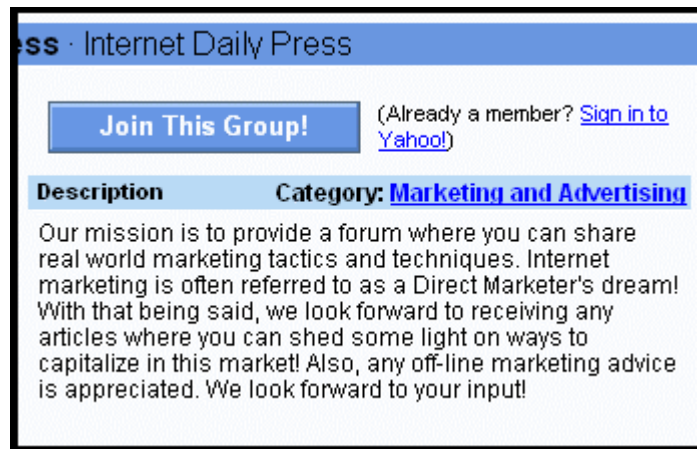 ess · Internet Daily Press
Join This Group!
(Already a member? Sign in to
Yahoo!)
Description Category: Marketing and Advertising
Our mission is to provide a forum where you can share
real world marketing tactics and techniques. Internet
marketing is often referred to as a Direct Marketer's dream!
With that being said, we look forward to receiving any
articles where you can shed some light on ways to
capitalize in this market! Also, any off-line marketing advice
is appreciated. We look forward to your input!